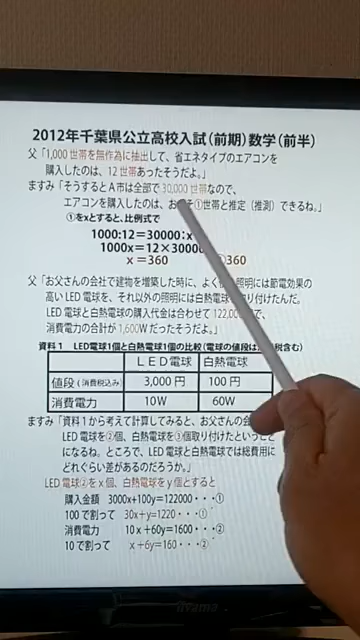 2012年千葉県公立高校入試(前期)数学(前半)
父「1,000世帯を無作為に抽出して、省エネタイプのエアコンを
購入したのは、12世帯あったそうだよ。」
ますみ「そうするとA市は全部で30,000世帯なので、
エアコンを購入したのは、お ①世帯と推定(推測)できるね。」
①をxとすると、比例式で
1000:12=30000:x
1000x=12×30000
x=360 360
父「お父さんの会社で建物を増築した時に、よく 照明には節電効果の
高いLED電球を、それ以外の照明には白熱電 取り付けたんだ。
LED電球と白熱電球の購入代金は合わせて122,0 で、
消費電力の合計が1,600Wだったそうだよ。」
資料1 LED電球1個と白熱電球1個の比較(電球の値段は 税含む)
LED電球 白熱電球
値段(消費税込み 3,000円 100円
消費電力 10W 60W
ますみ「資料1から考えて計算してみると、お父さんの会
LED電球を②個、白熱電球を③個取り付けたということ
になるね。ところで、LED電球と白熱電球では総費用に
どれぐらい差があるのだろうか。」
LED電球②をx個、白熱電球をy個とすると
購入金額 3000x+100y=122000・・・①
100で割って 30x+y=1220・・・①
消費電力 10x+60y=1600・・・②
10で割って x+6y=160・・・②
iiyama